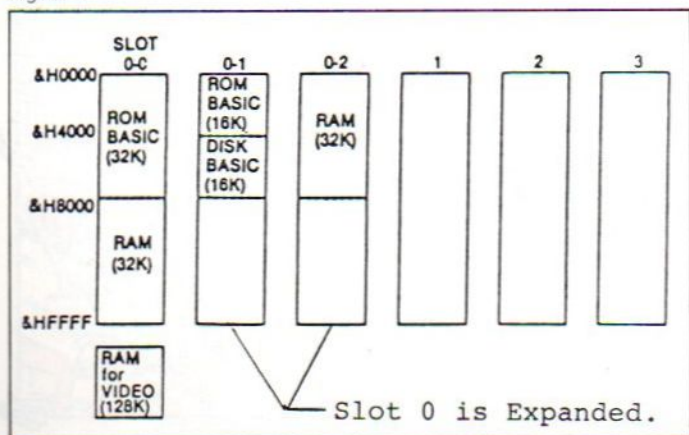 SLOT
0-0 0-1 0-2 1 2 3
&H0000
ROM
BASIC
(32K)
ROM
BASIC
(16K)
RAM
(32K)
&H4000
DISK
BASIC
(16K)
&H8000
RAM
(32K)
&HFFFF
RAM
for
VIDEO
(128K)
Slot 0 is Expanded.